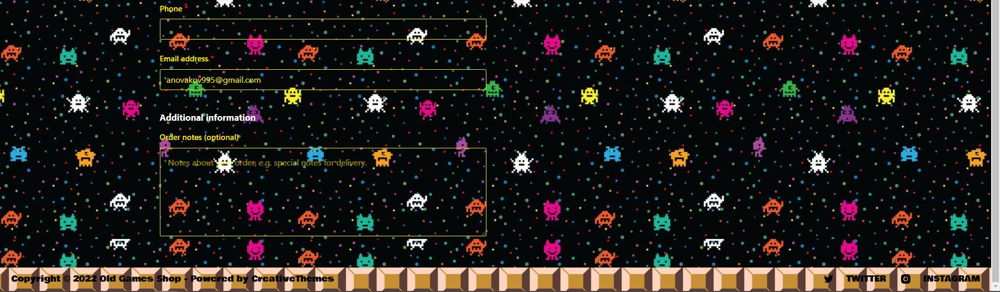 Phone *
Email address *
anovakov995@gmail.com
Additional information
Order notes (optional)
Notes about your order, e.g. special notes for delivery.
Copyright © 2022 Old Games Shop - Powered by CreativeThemes
TWITTER INSTAGRAM